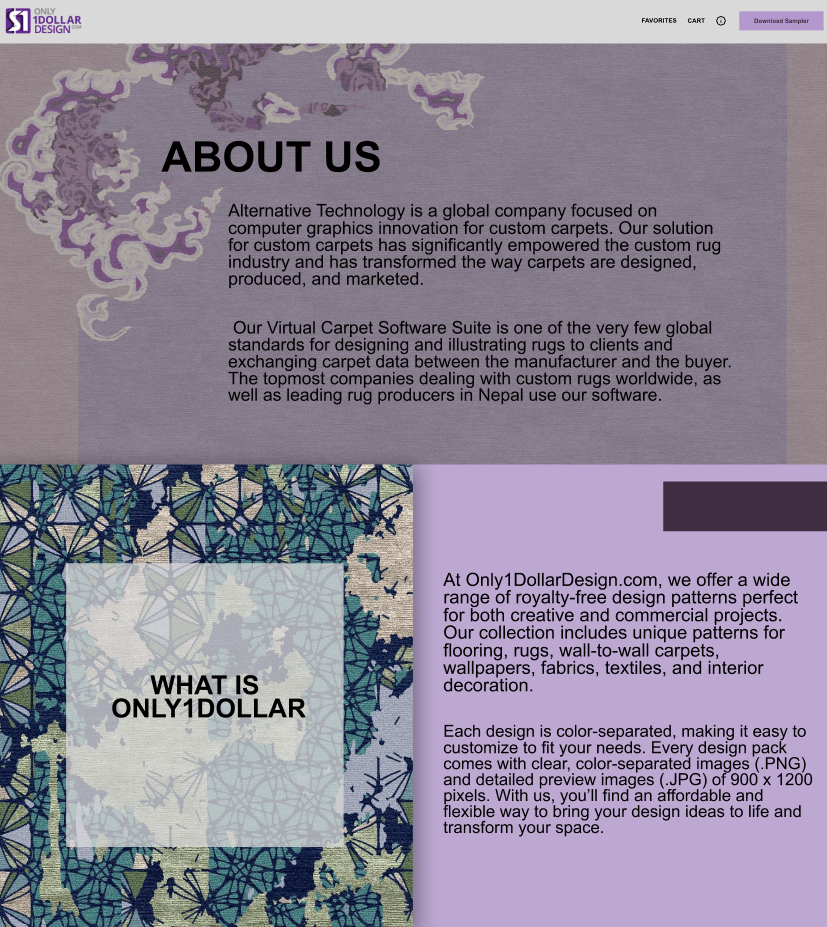 ONLY
1DOLLAR
DESIGN.COM
FAVORITES CART Download Sampler
ABOUT US
Alternative Technology is a global company focused on
computer graphics innovation for custom carpets. Our solution
for custom carpets has significantly empowered the custom rug
industry and has transformed the way carpets are designed,
produced, and marketed.
Our Virtual Carpet Software Suite is one of the very few global
standards for designing and illustrating rugs to clients and
exchanging carpet data between the manufacturer and the buyer.
The topmost companies dealing with custom rugs worldwide, as
well as leading rug producers in Nepal use our software.
WHAT IS
ONLY1DOLLAR
At Only1DollarDesign.com, we offer a wide
range of royalty-free design patterns perfect
for both creative and commercial projects.
Our collection includes unique patterns for
flooring, rugs, wall-to-wall carpets,
wallpapers, fabrics, textiles, and interior
decoration.
Each design is color-separated, making it easy to
customize to fit your needs. Every design pack
comes with clear, color-separated images (.PNG)
and detailed preview images (.JPG) of 900 x 1200
pixels. With us, you’ll find an affordable and
flexible way to bring your design ideas to life and
transform your space.